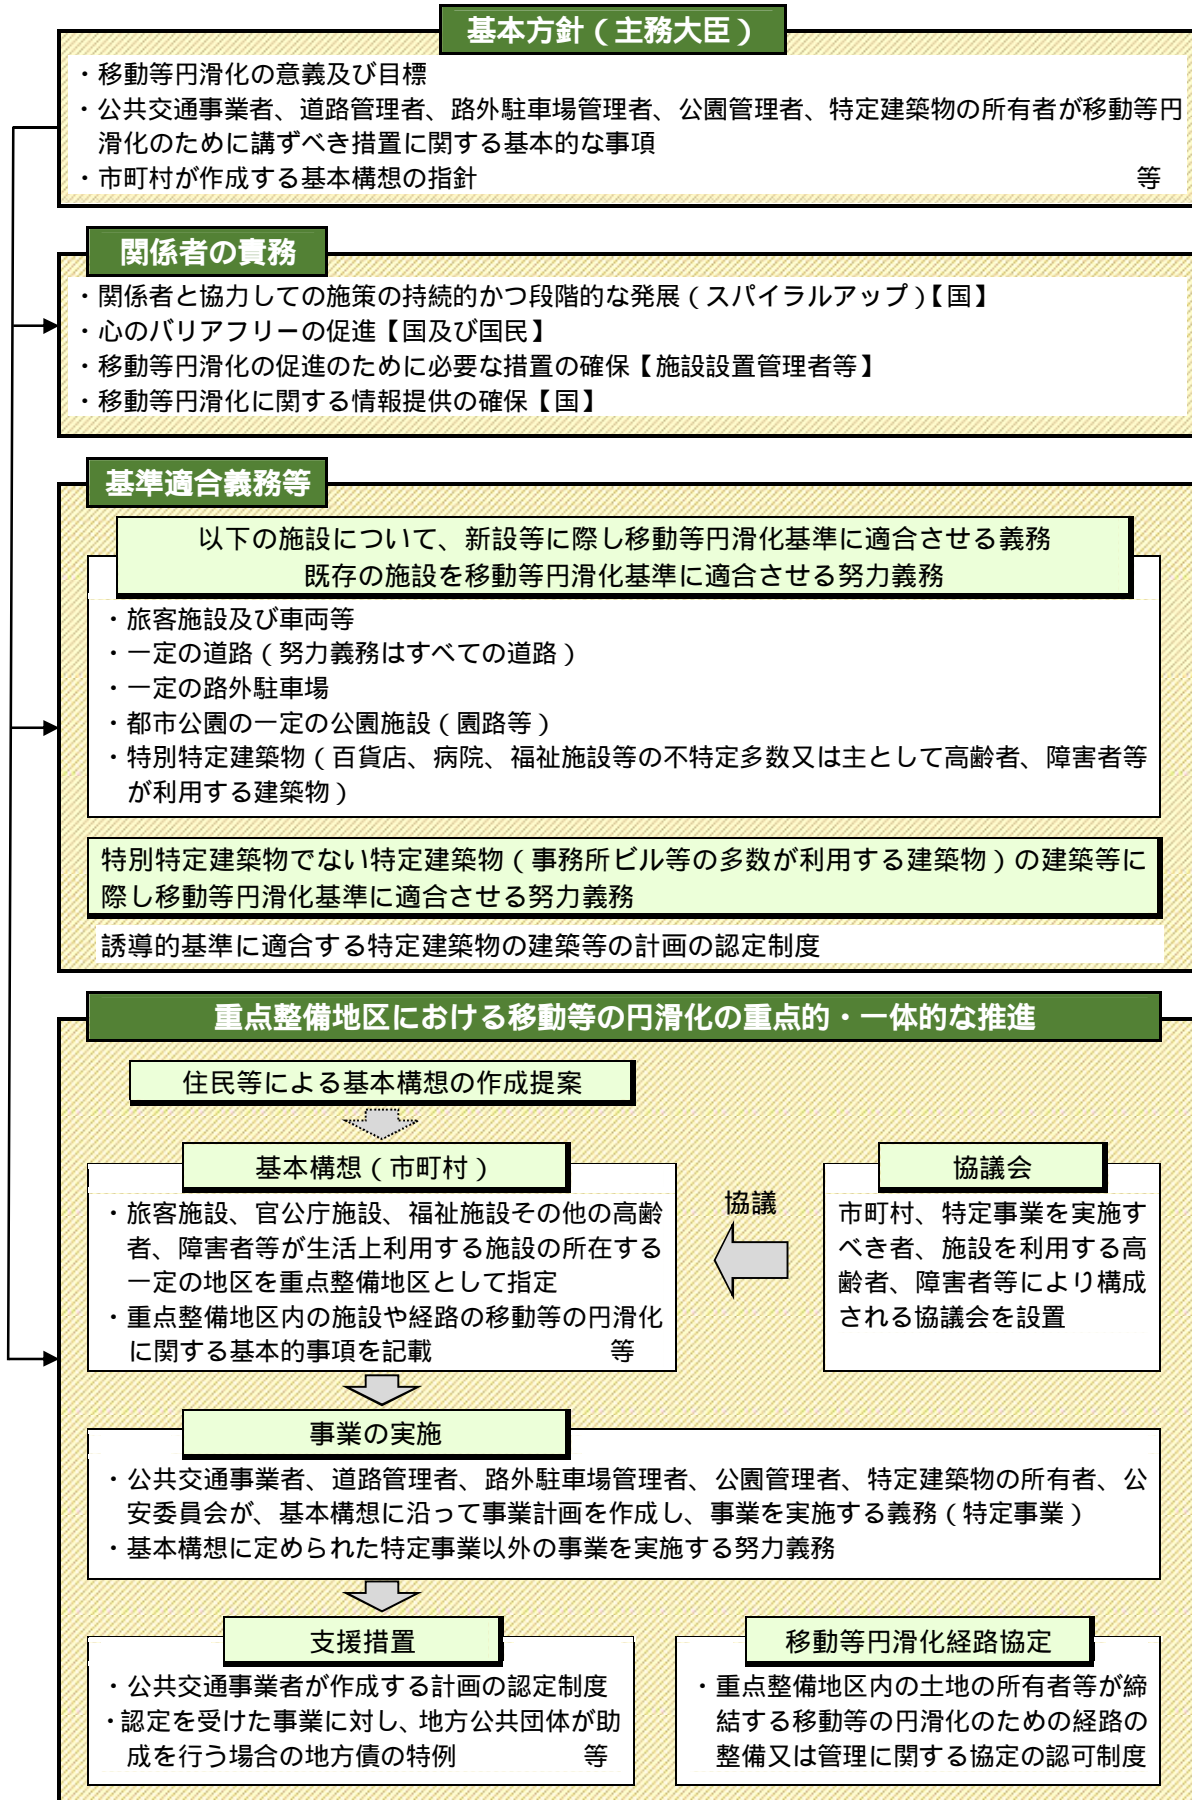 基本方針（主務大臣）
・移動等円滑化の意義及び目標
・公共交通事業者、道路管理者、路外駐車場管理者、公園管理者、特定建築物の所有者が移動等円
滑化のために講ずべき措置に関する基本的な事項
・市町村が作成する基本構想の指針 等
関係者の責務
・関係者と協力しての施策の持続的かつ段階的な発展（スパイラルアップ）【国】
・心のバリアフリーの促進【国及び国民】
・移動等円滑化の促進のために必要な措置の確保【施設設置管理者等】
・移動等円滑化に関する情報提供の確保【国】
基準適合義務等
以下の施設について、新設等に際し移動等円滑化基準に適合させる義務
既存の施設を移動等円滑化基準に適合させる努力義務
・旅客施設及び車両等
・一定の道路（努力義務はすべての道路）
・一定の路外駐車場
・都市公園の一定の公園施設（園路等）
・特別特定建築物（百貨店、病院、福祉施設等の不特定多数又は主として高齢者、障害者等
が利用する建築物）
特別特定建築物でない特定建築物（事務所ビル等の多数が利用する建築物）の建築等に
際し移動等円滑化基準に適合させる努力義務
誘導的基準に適合する特定建築物の建築等の計画の認定制度
重点整備地区における移動等の円滑化の重点的・一体的な推進
住民等による基本構想の作成提案
基本構想（市町村）
・旅客施設、官公庁施設、福祉施設その他の高齢
者、障害者等が生活上利用する施設の所在する
一定の地区を重点整備地区として指定
・重点整備地区内の施設や経路の移動等の円滑化
に関する基本的事項を記載 等
協議
協議会
市町村、特定事業を実施す
べき者、施設を利用する高
齢者、障害者等により構成
される協議会を設置
事業の実施
・公共交通事業者、道路管理者、路外駐車場管理者、公園管理者、特定建築物の所有者、公
安委員会が、基本構想に沿って事業計画を作成し、事業を実施する義務（特定事業）
・基本構想に定められた特定事業以外の事業を実施する努力義務
支援措置
・公共交通事業者が作成する計画の認定制度
・認定を受けた事業に対し、地方公共団体が助
成を行う場合の地方債の特例 等
移動等円滑化経路協定
・重点整備地区内の土地の所有者等が締
結する移動等の円滑化のための経路の
整備又は管理に関する協定の認可制度